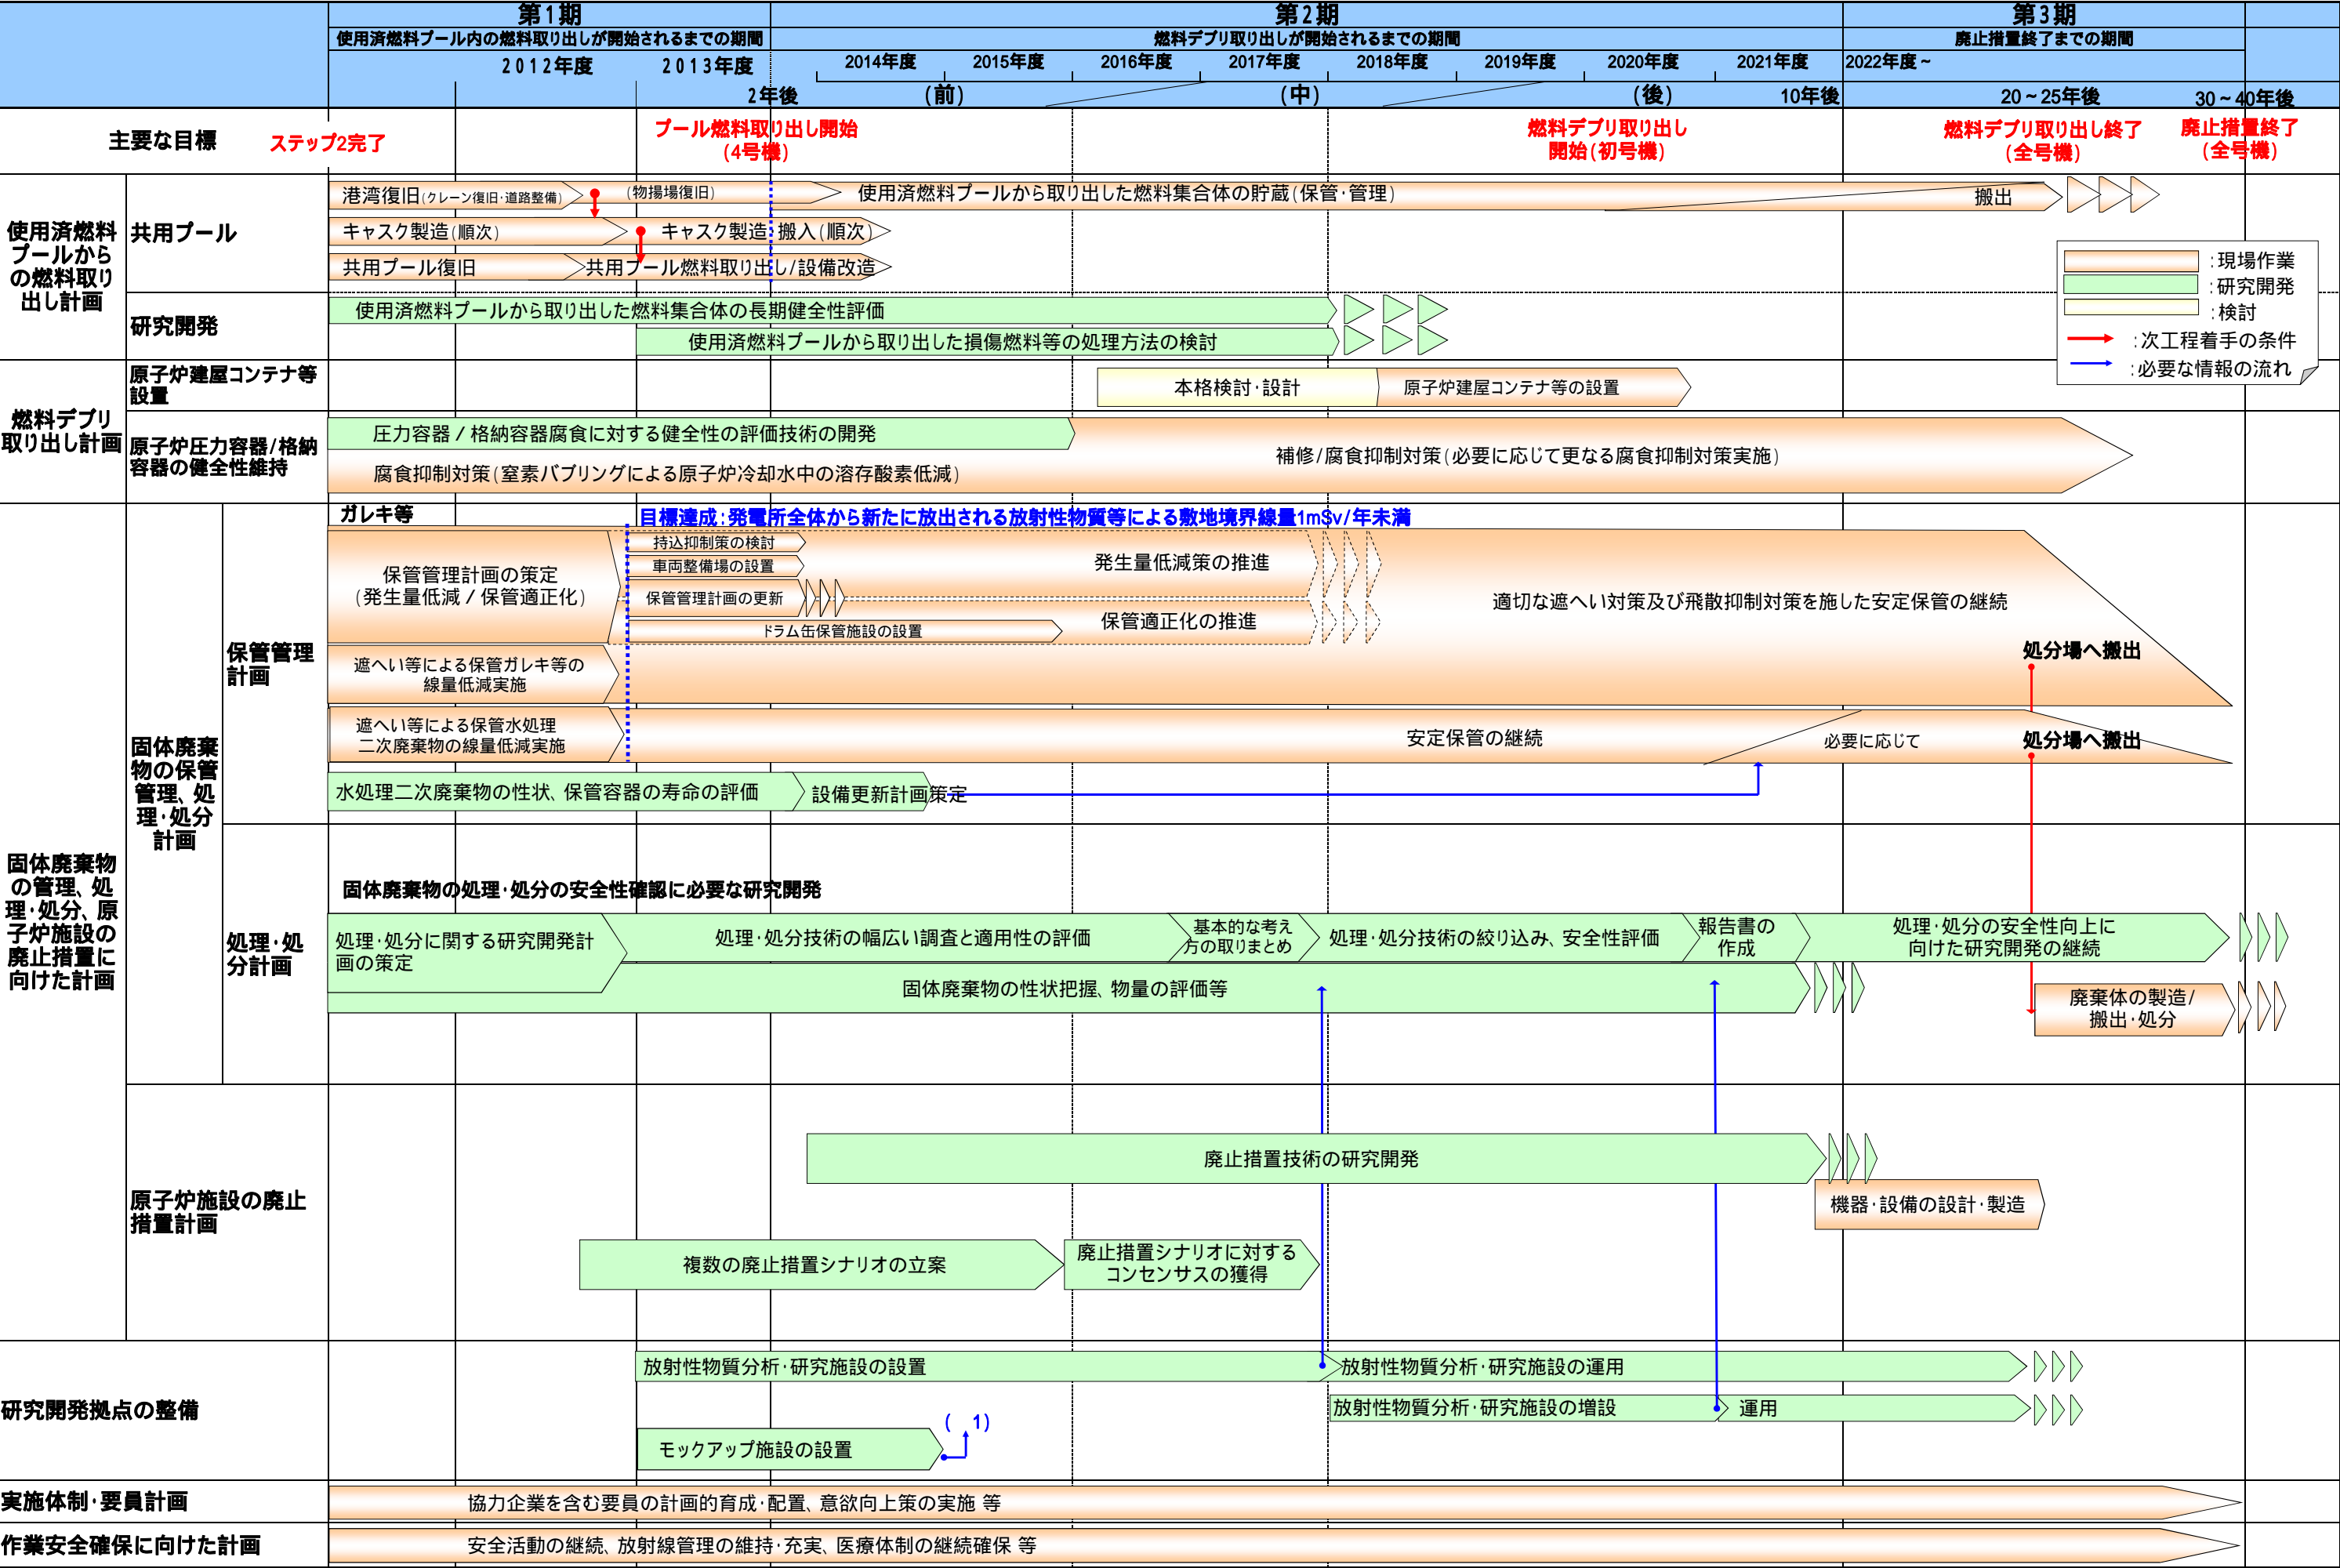 第1期
第2期
第3期
使用済燃料プール内の燃料取り出しが開始されるまでの期間
燃料デブリ取り出しが開始されるまでの期間
廃止措置終了までの期間
2012年度
2013年度
2014年度
2015年度
2016年度
2017年度
2018年度
2019年度
2020年度
2021年度
2022年度~
2年後
(前)
(中)
(後)
10年後
20~25年後
30~40年後
主要な目標
ステップ2完了
プール燃料取り出し開始
(4号機)
燃料デブリ取り出し
開始(初号機)
燃料デブリ取り出し終了
(全号機)
廃止措置終了
(全号機)
使用済燃料
プールから
の燃料取り
出し計画
共用プール
港湾復旧(クレーン復旧・道路整備)
(物揚場復旧)
使用済燃料プールから取り出した燃料集合体の貯蔵(保管・管理)
搬出
キャスク製造(順次)
キャスク製造・搬入(順次)
共用プール復旧
共用プール燃料取り出し/設備改造
:現場作業
:研究開発
:検討
:次工程着手の条件
:必要な情報の流れ
研究開発
使用済燃料プールから取り出した燃料集合体の長期健全性評価
使用済燃料プールから取り出した損傷燃料等の処理方法の検討
燃料デブリ
取り出し計画
原子炉建屋コンテナ等
設置
本格検討・設計
原子炉建屋コンテナ等の設置
原子炉圧力容器/格納
容器の健全性維持
圧力容器/格納容器腐食に対する健全性の評価技術の開発
腐食抑制対策(窒素バブリングによる原子炉冷却水中の溶存酸素低減)
補修/腐食抑制対策(必要に応じて更なる腐食抑制対策実施)
固体廃棄物
の管理、処
理・処分、原
子炉施設の
廃止措置に
向けた計画
固体廃棄
物の保管
管理、処
理・処分
計画
保管管理
計画
ガレキ等
目標達成:発電所全体から新たに放出される放射性物質等による敷地境界線量1mSv/年未満
保管管理計画の策定
(発生量低減/保管適正化)
持込抑制策の検討
車両整備場の設置
保管管理計画の更新
ドラム缶保管施設の設置
発生量低減策の推進
保管適正化の推進
適切な遮へい対策及び飛散抑制対策を施した安定保管の継続
処分場へ搬出
遮へい等による保管ガレキ等の
線量低減実施
遮へい等による保管水処理
二次廃棄物の線量低減実施
安定保管の継続
必要に応じて
処分場へ搬出
水処理二次廃棄物の性状、保管容器の寿命の評価
設備更新計画策定
処理・処
分計画
固体廃棄物の処理・処分の安全性確認に必要な研究開発
処理・処分に関する研究開発計
画の策定
処理・処分技術の幅広い調査と適用性の評価
基本的な考え
方の取りまとめ
処理・処分技術の絞り込み、安全性評価
報告書の
作成
処理・処分の安全性向上に
向けた研究開発の継続
固体廃棄物の性状把握、物量の評価等
廃棄体の製造/
搬出・処分
原子炉施設の廃止
措置計画
廃止措置技術の研究開発
機器・設備の設計・製造
複数の廃止措置シナリオの立案
廃止措置シナリオに対する
コンセンサスの獲得
研究開発拠点の整備
放射性物質分析・研究施設の設置
放射性物質分析・研究施設の運用
放射性物質分析・研究施設の増設
運用
モックアップ施設の設置
( 1)
実施体制・要員計画
協力企業を含む要員の計画的育成・配置、意欲向上策の実施 等
作業安全確保に向けた計画
安全活動の継続、放射線管理の維持・充実、医療体制の継続確保 等